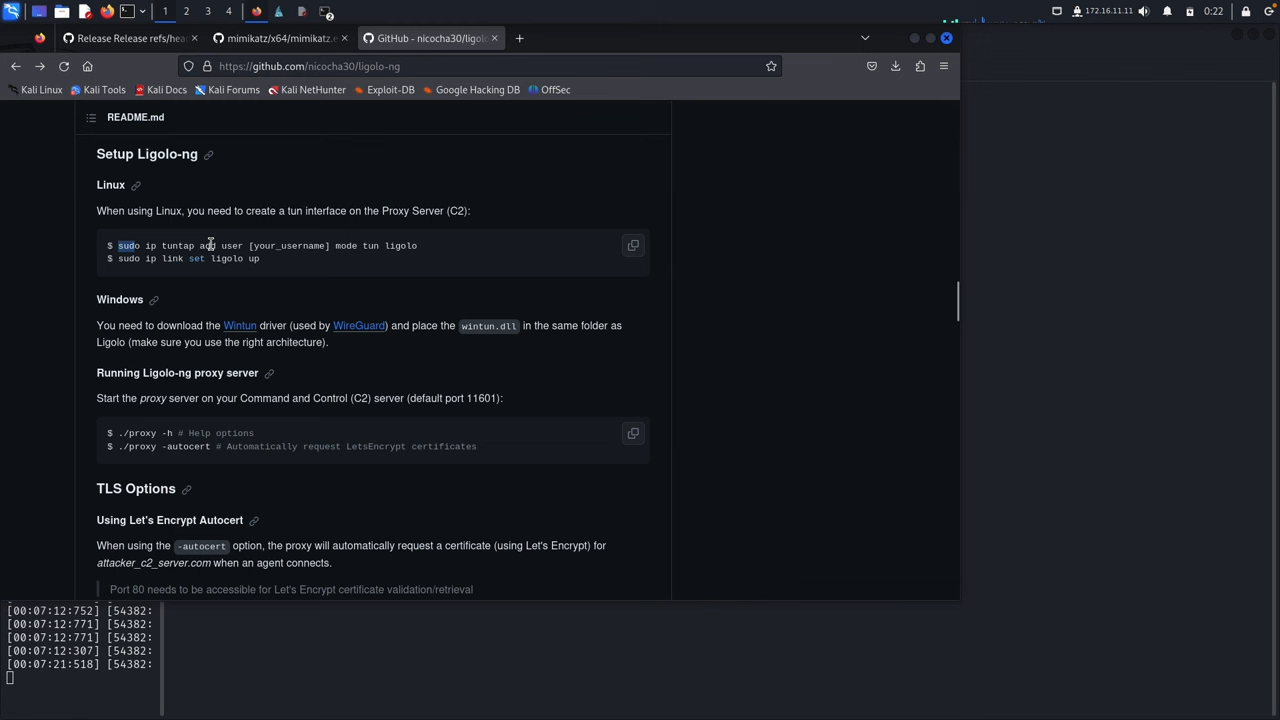 1 2 3 4
2
172.16.11.11
0:22
Release Release refs/hea
mimikatz/x64/mimikatz.e
GitHub - nicocha30/ligol
https://github.com/nicocha30/ligolo-ng
Kali Linux Kali Tools Kali Docs Kali Forums Kali NetHunter Exploit-DB Google Hacking DB OffSec
README.md
Setup Ligolo-ng
Linux
When using Linux, you need to create a tun interface on the Proxy Server (C2):
$ sudo ip tuntap add user [your_username] mode tun ligolo
$ sudo ip link set ligolo up
Windows
You need to download the Wintun driver (used by WireGuard) and place the wintun.dll in the same folder as
Ligolo (make sure you use the right architecture).
Running Ligolo-ng proxy server
Start the proxy server on your Command and Control (C2) server (default port 11601):
$ ./proxy -h # Help options
$ ./proxy -autocert # Automatically request LetsEncrypt certificates
TLS Options
Using Let's Encrypt Autocert
When using the -autocert option, the proxy will automatically request a certificate (using Let's Encrypt) for
attacker_c2_server.com when an agent connects.
Port 80 needs to be accessible for Let's Encrypt certificate validation/retrieval
[00:07:12:752] [54382:
[00:07:12:771] [54382:
[00:07:12:771] [54382:
[00:07:12:307] [54382:
[00:07:21:518] [54382: